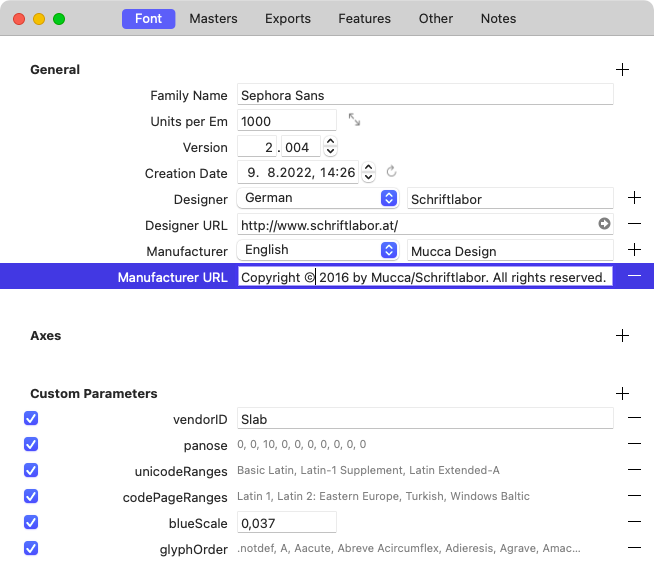 Font Masters Exports Features Other Notes
General
Family Name Sephora Sans
Units per Em 1000
Version 2 . 004
Creation Date 9. 8.2022, 14:26
Designer German Schriftlabor
Designer URL http://www.schriftlabor.at/
Manufacturer English Mucca Design
Manufacturer URL Copyright © 2016 by Mucca/Schriftlabor. All rights reserved.
Axes
Custom Parameters
vendorID Slab
panose 0, 0, 10, 0, 0, 0, 0, 0, 0, 0
unicodeRanges Basic Latin, Latin-1 Supplement, Latin Extended-A
codePageRanges Latin 1, Latin 2: Eastern Europe, Turkish, Windows Baltic
blueScale 0,037
glyphOrder .notdef, A, Aacute, Abreve Acircumflex, Adieresis, Agrave, Amac...